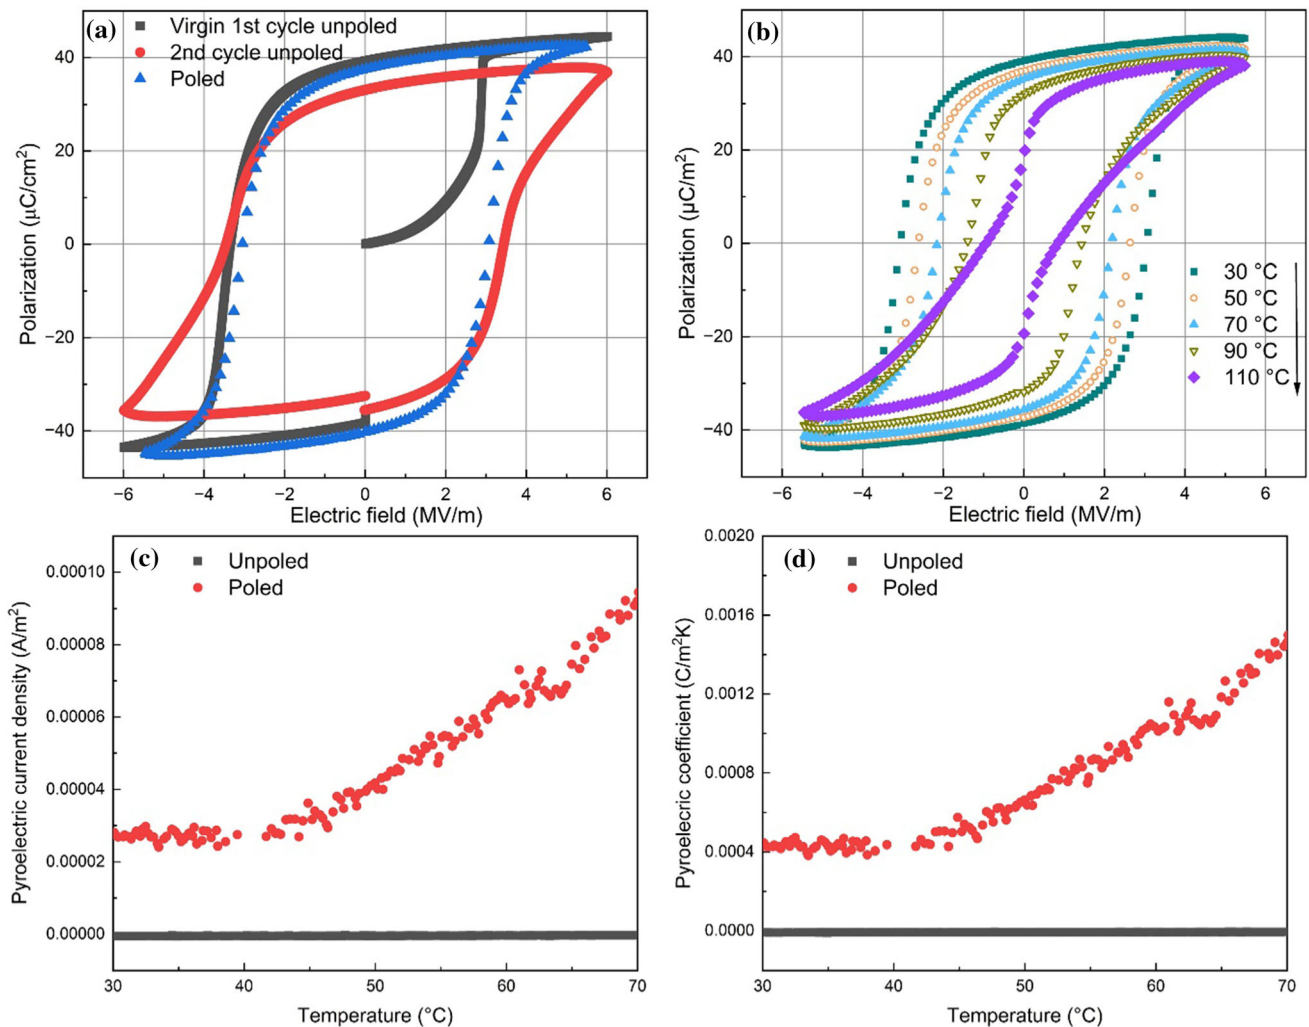 (a)
Virgin 1st cycle unpoled
2nd cycle unpoled
Poled
40
20
0
−20
−40
Polarization (μC/cm²)
−6 −4 −2 0 2 4 6
Electric field (MV/m)
(b)
40
20
0
−20
−40
Polarization (μC/m²)
30 °C
50 °C
70 °C
90 °C
110 °C
−6 −4 −2 0 2 4 6
Electric field (MV/m)
(c)
Unpoled
Poled
0.00010
0.00008
0.00006
0.00004
0.00002
0.00000
Pyroelectric current density (A/m²)
30 40 50 60 70
Temperature (°C)
(d)
Unpoled
Poled
0.0020
0.0016
0.0012
0.0008
0.0004
0.0000
Pyroelecric coefficient (C/m²K)
30 40 50 60 70
Temperature (°C)